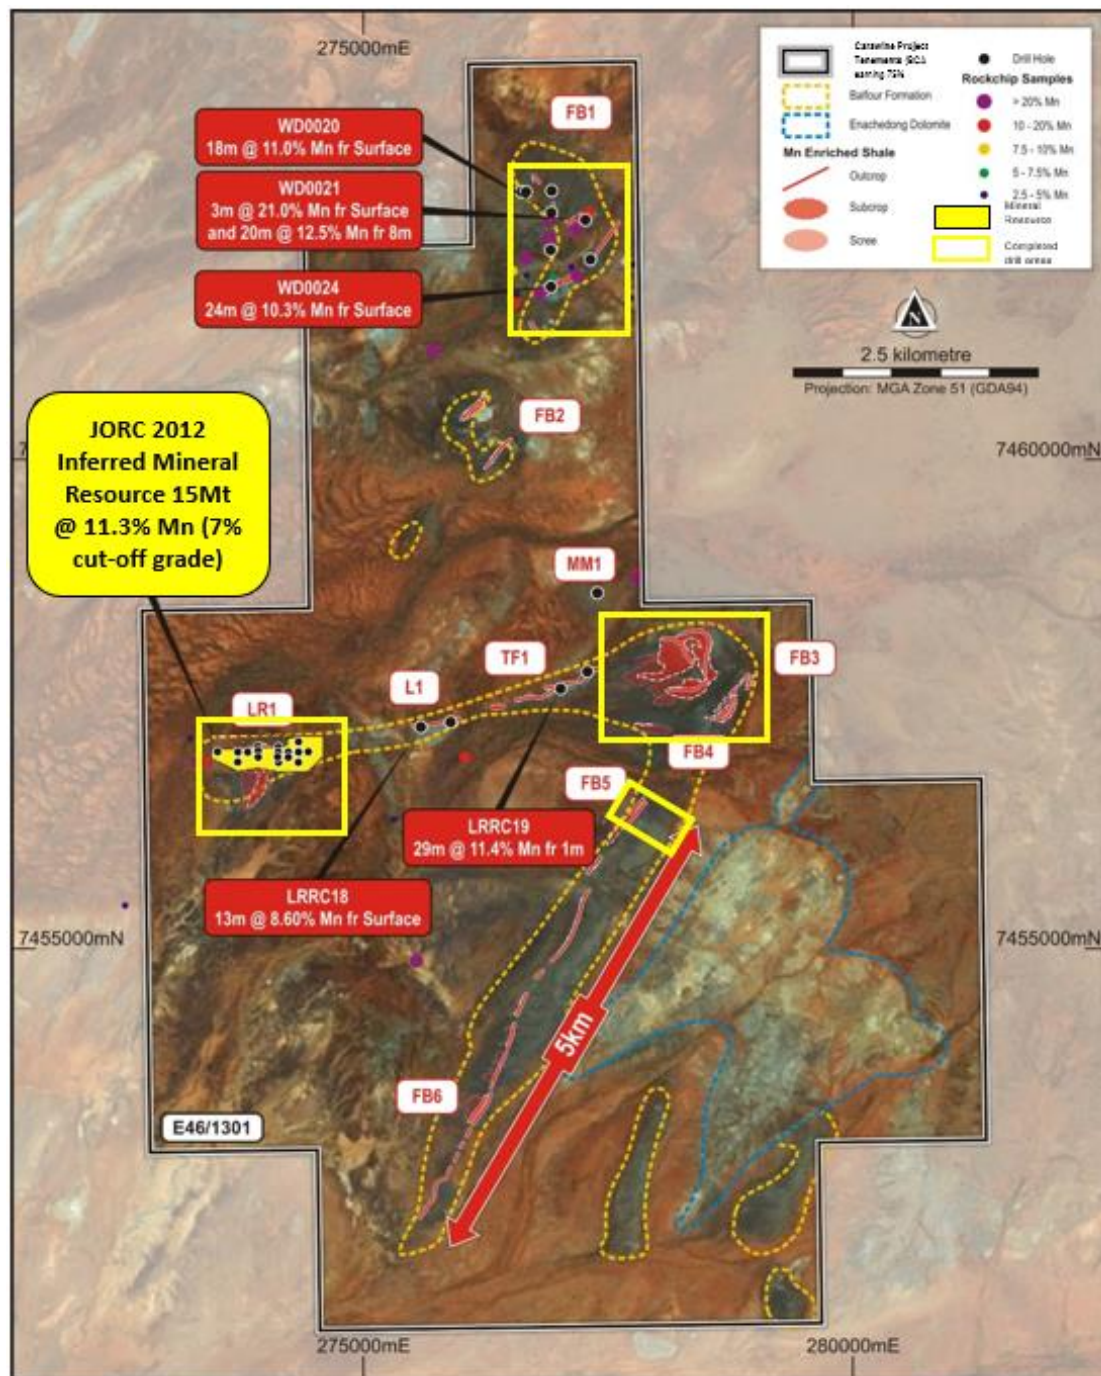 275000mE
WD0020
18m @ 11.0% Mn fr Surface
WD0021
3m @ 21.0% Mn fr Surface
and 20m @ 12.5% Mn fr 8m
WD0024
24m @ 10.3% Mn fr Surface
FB1
Carawine Project
Tenements
earning 75%
Balfour Formation
Enachedong Dolomite
Mn Enriched Shale
Outcrop
Subcrop
Scree
Drill Hole
Rockchip Samples
> 20% Mn
10 - 20% Mn
7.5 - 10% Mn
5 - 7.5% Mn
2.5 - 5% Mn
Mineral
Resource
Completed
drill areas
N
2.5 kilometre
Projection: MGA Zone 51 (GDA94)
FB2
7460000mN
JORC 2012
Inferred Mineral
Resource 15Mt
@ 11.3% Mn (7%
cut-off grade)
MM1
TF1
FB3
L1
LR1
FB4
FB5
LRRC19
29m @ 11.4% Mn fr 1m
LRRC18
13m @ 8.60% Mn fr Surface
7455000mN
7455000mN
5km
FB6
E46/1301
275000mE
280000mE